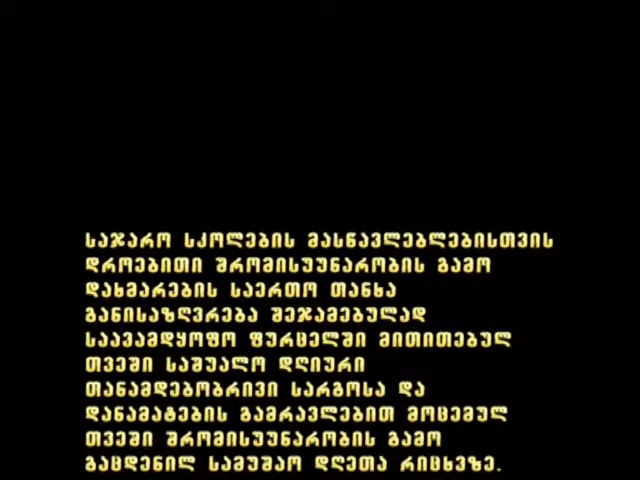 საჯარო სკოლების მასწავლებლებისთვის
დროებითი შრომისუუნარობის გამო
დახმარების საერთო თანხა
განისაზღვრება შეჯამებულად
საავამდყოფო ფურცელში მითითებულ
თვეში საშუალო დღიური
თანამდებობრივი სარგოსა და
დანამატების გამრავლებით მოცემულ
თვეში შრომისუუნარობის გამო
გაცდენილ სამუშაო დღეთა რიცხვზე.